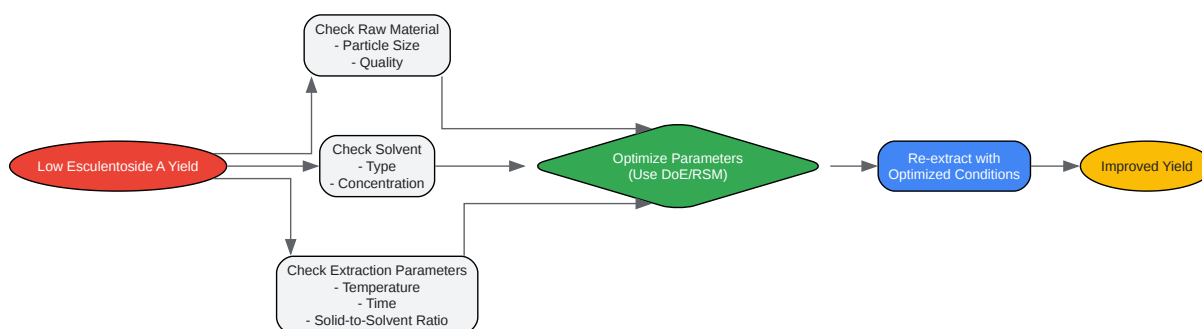 Low Esculentoside A Yield
Check Raw Material
- Particle Size
- Quality
Check Solvent
- Type
- Concentration
Check Extraction Parameters
- Temperature
- Time
- Solid-to-Solvent Ratio
Optimize Parameters
(Use DoE/RSM)
Re-extract with
Optimized Conditions
Improved Yield